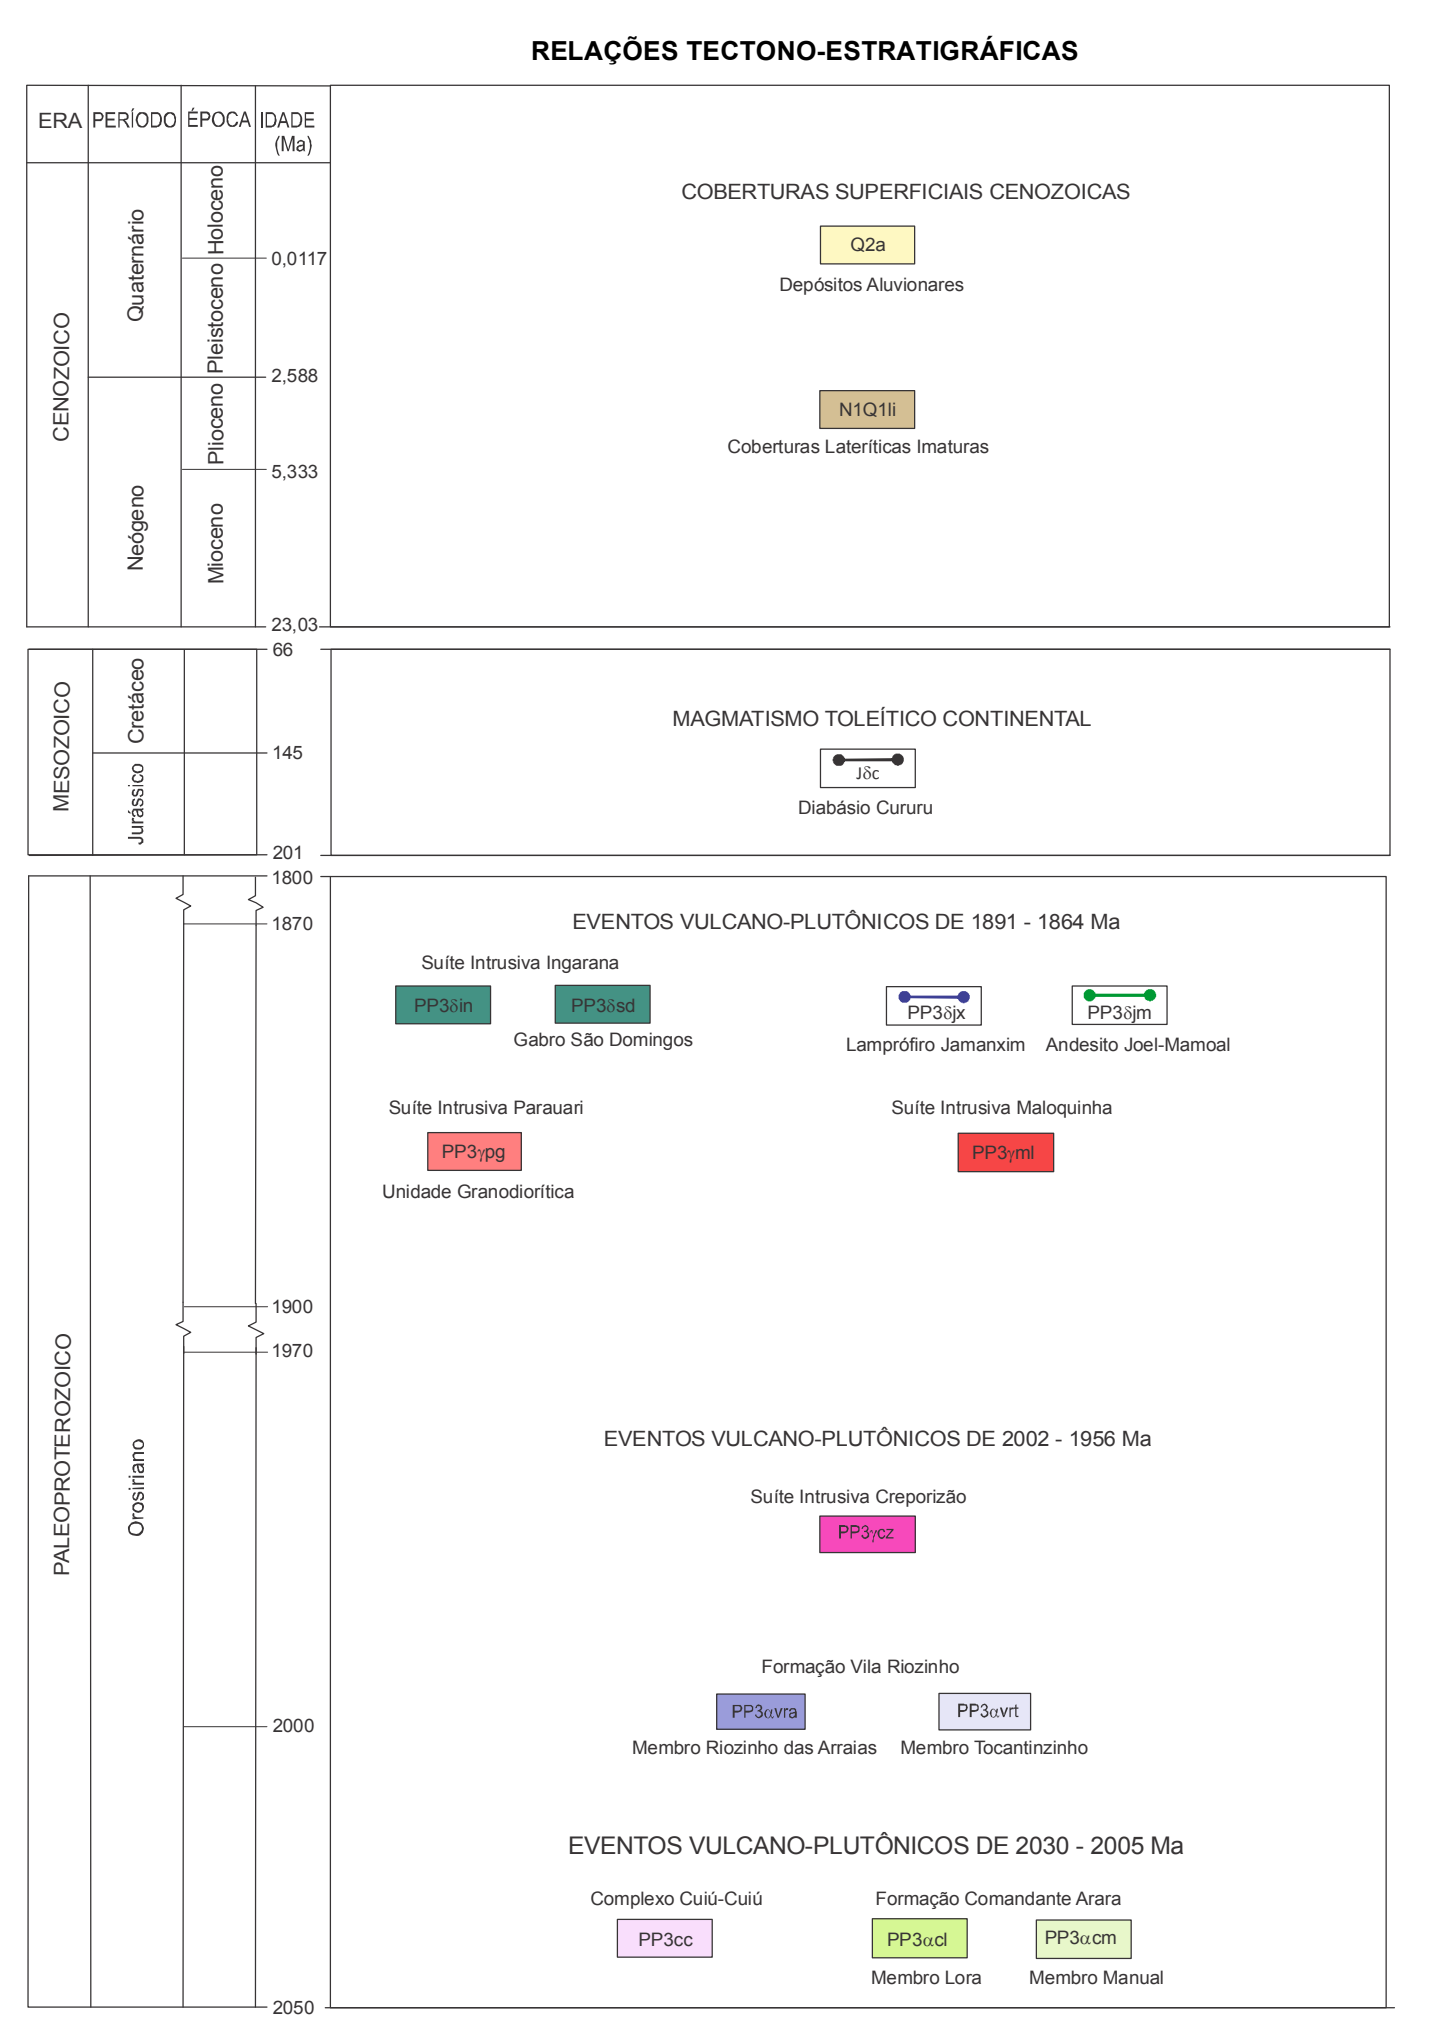 RELAÇÕES TECTONO-ESTRATIGRÁFICAS
ERA
PERÍODO
ÉPOCA
IDADE
(Ma)
CENOZOICO
Quaternário
Neógeno
Holoceno
Pleistoceno
Plioceno
Mioceno
0,0117
2,588
5,333
23,03
COBERTURAS SUPERFICIAIS CENOZOICAS
Q2a
Depósitos Aluvionares
N1Q1li
Coberturas Lateríticas Imaturas
MESOZOICO
Cretáceo
Jurássico
66
145
201
MAGMATISMO TOLEÍTICO CONTINENTAL
Jδc
Diabásio Cururu
PALEOPROTEROZOICO
Orosiriano
1800
1870
1900
1970
2000
2050
EVENTOS VULCANO-PLUTÔNICOS DE 1891 - 1864 Ma
Suíte Intrusiva Ingarana
PP3δin
PP3δsd
Gabro São Domingos
PP3δjx
Lamprófiro Jamanxim
PP3δjm
Andesito Joel-Mamoal
Suíte Intrusiva Parauari
PP3γpg
Unidade Granodiorítica
Suíte Intrusiva Maloquinha
PP3γml
EVENTOS VULCANO-PLUTÔNICOS DE 2002 - 1956 Ma
Suíte Intrusiva Creporizão
PP3γcz
Formação Vila Riozinho
PP3αvra
Membro Riozinho das Arraias
PP3αvrt
Membro Tocantinzinho
EVENTOS VULCANO-PLUTÔNICOS DE 2030 - 2005 Ma
Complexo Cuiú-Cuiú
PP3cc
Formação Comandante Arara
PP3αcl
Membro Lora
PP3αcm
Membro Manual